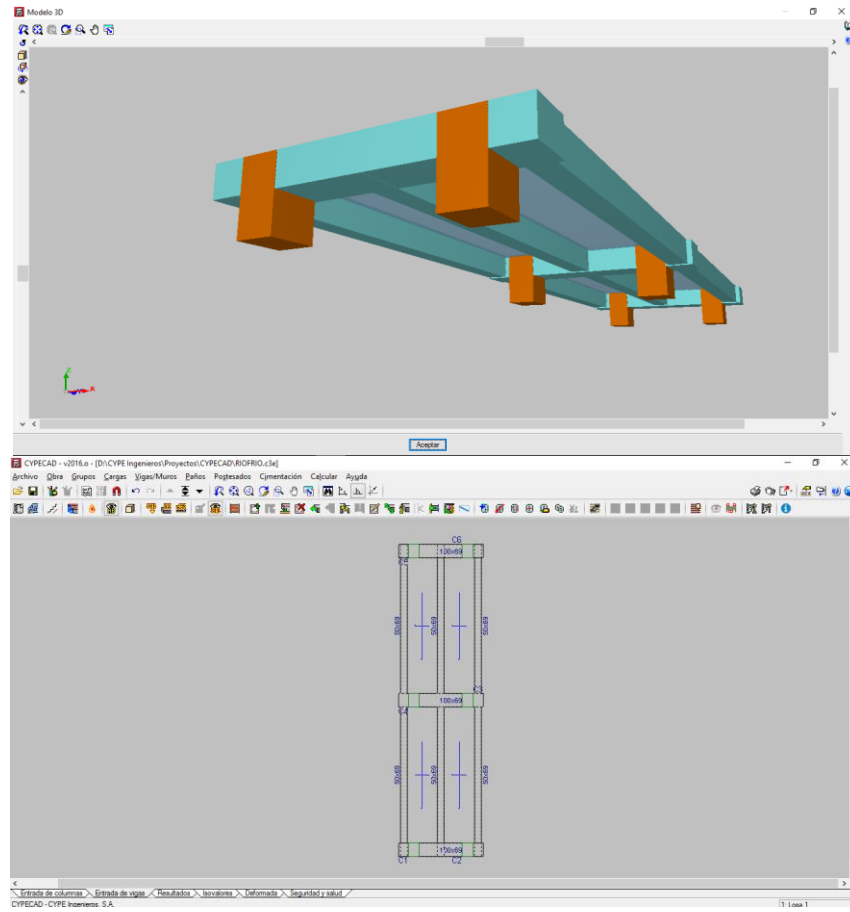 Modelo 3D
z
x
Aceptar
CYPECAD - v2016.o - [D:\CYPE Ingenieros\Proyectos\CYPECAD\RIOFRIO.c3e]
Archivo Obra Grupos Cargas Vigas/Muros Paños Postesados Cimentación Calcular Ayuda
C6
100x69
C5
50x69 50x69 50x69
C3
100x69
C4
50x69 50x69 50x69
100x69
C1 C2
Entrada de columnas Entrada de vigas Resultados Isovalores Deformada Seguridad y salud
CYPECAD - CYPE Ingenieros, S.A. 1: Losa 1